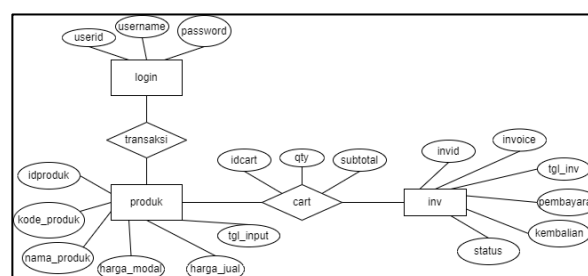 username
userid
password
login
transaksi
idproduk
kode_produk
nama_produk
harga_modal
harga_jual
tgl_input
produk
idcart
qty
subtotal
cart
inv
invid
invoice
tgl_inv
pembayara
kembalian
status